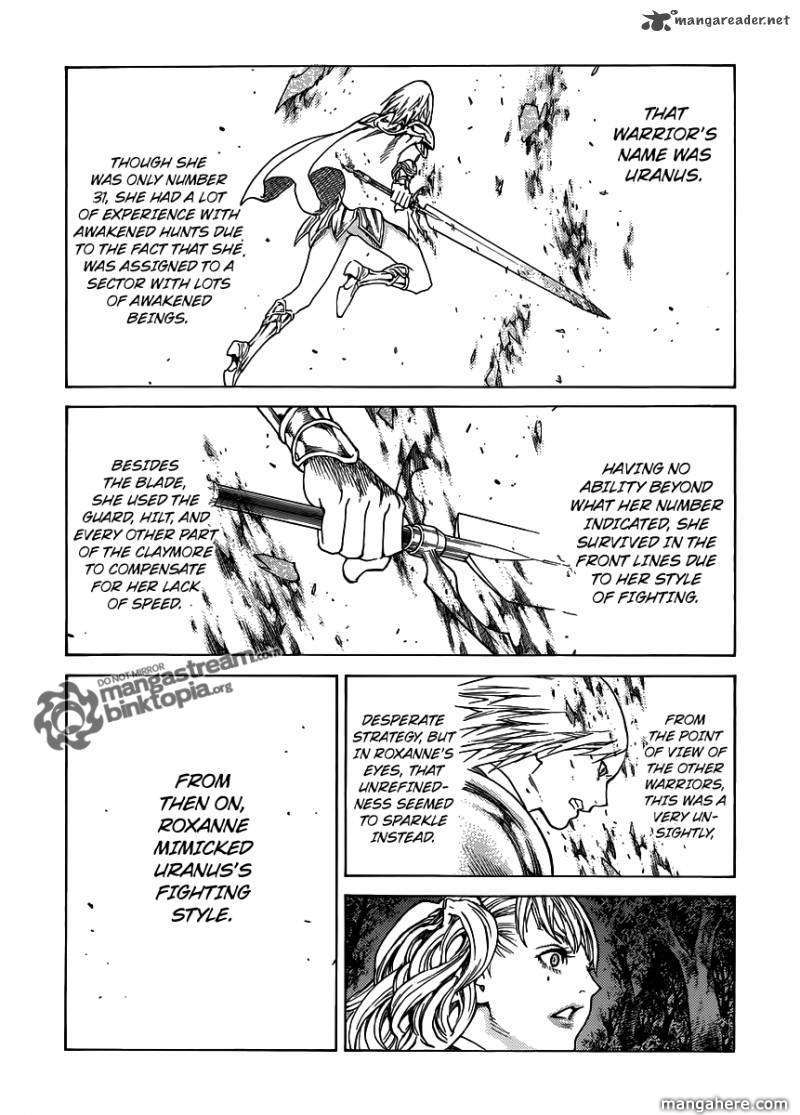 mangareader.net
THAT
WARRIOR'S
NAME WAS
URANUS.
THOUGH SHE
WAS ONLY NUMBER
31, SHE HAD A LOT
OF EXPERIENCE WITH
AWAKENED HUNTS DUE
TO THE FACT THAT SHE
WAS ASSIGNED TO A
SECTOR WITH LOTS
OF AWAKENED
BEINGS.
HAVING NO
ABILITY BEYOND
WHAT HER NUMBER
INDICATED, SHE
SURVIVED IN THE
FRONT LINES DUE
TO HER STYLE
OF FIGHTING.
BESIDES
THE BLADE,
SHE USED THE
GUARD, HILT, AND
EVERY OTHER PART
OF THE CLAYMORE
TO COMPENSATE
FOR HER LACK
OF SPEED.
DO NOT MIRROR
mangastream.com
binktopia.org
FROM
THE POINT
OF VIEW OF
THE OTHER
WARRIORS,
THIS WAS A
VERY UN-
SIGHTLY,
DESPERATE
STRATEGY, BUT
IN ROXANNE'S
EYES, THAT
UNREFINED-
NESS SEEMED
TO SPARKLE
INSTEAD.
FROM
THEN ON,
ROXANNE
MIMICKED
URANUS'S
FIGHTING
STYLE.
mangahere.com